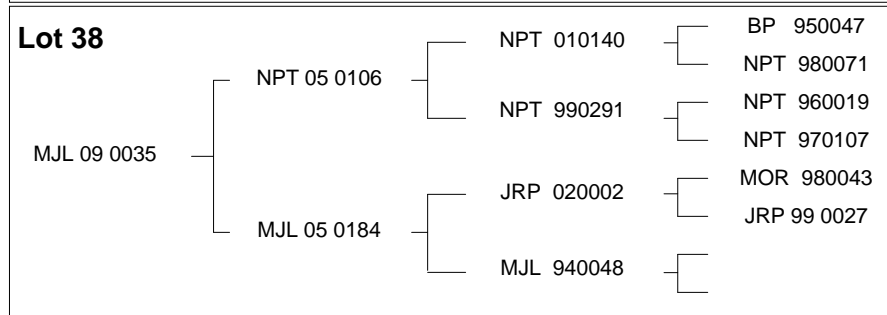 Lot 38
BP 950047
NPT 010140
NPT 980071
NPT 05 0106
NPT 960019
NPT 990291
NPT 970107
MJL 09 0035
MOR 980043
JRP 020002
JRP 99 0027
MJL 05 0184
MJL 940048